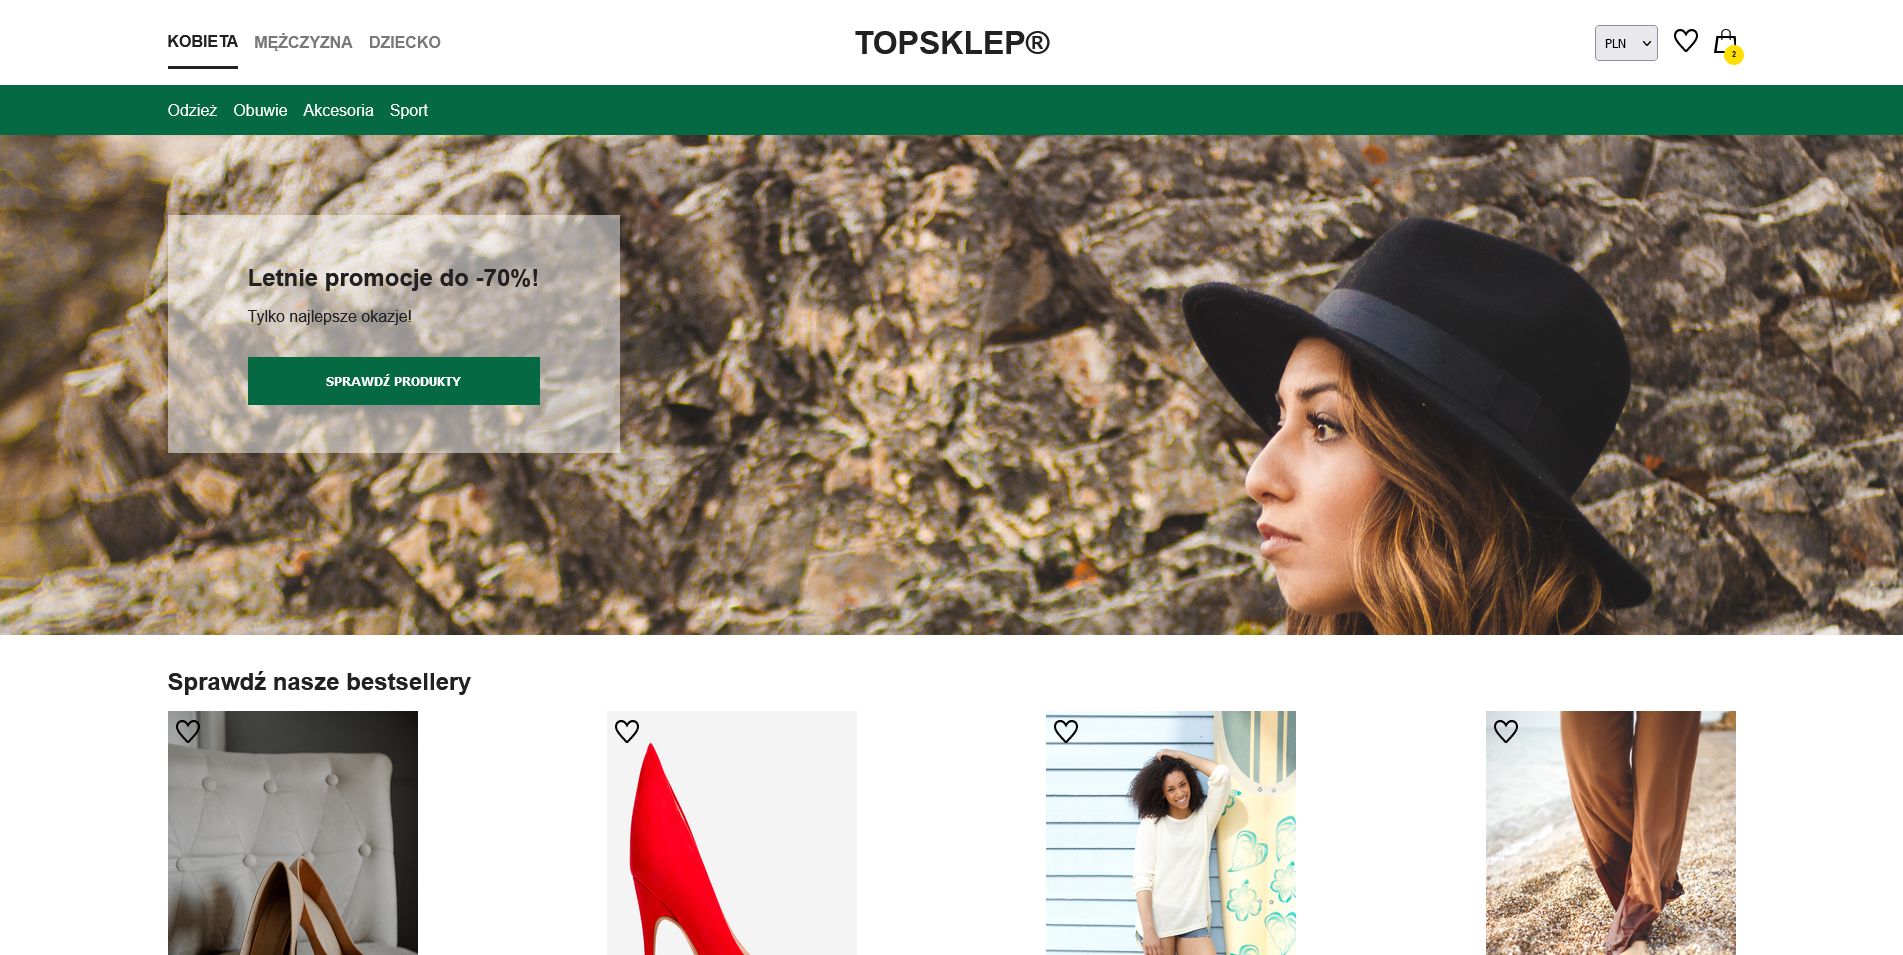 KOBIETA MĘŻCZYZNA DZIECKO TOPSKLEP® PLN 2
Odzież Obuwie Akcesoria Sport
Letnie promocje do -70%!
Tylko najlepsze okazje!
SPRAWDŹ PRODUKTY
Sprawdź nasze bestsellery